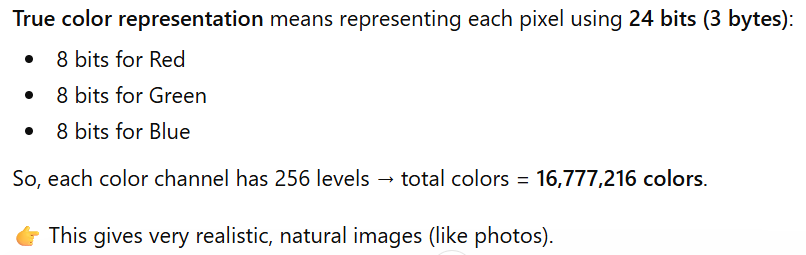 True color representation means representing each pixel using 24 bits (3 bytes):
• 8 bits for Red
• 8 bits for Green
• 8 bits for Blue
So, each color channel has 256 levels → total colors = 16,777,216 colors.
👉 This gives very realistic, natural images (like photos).